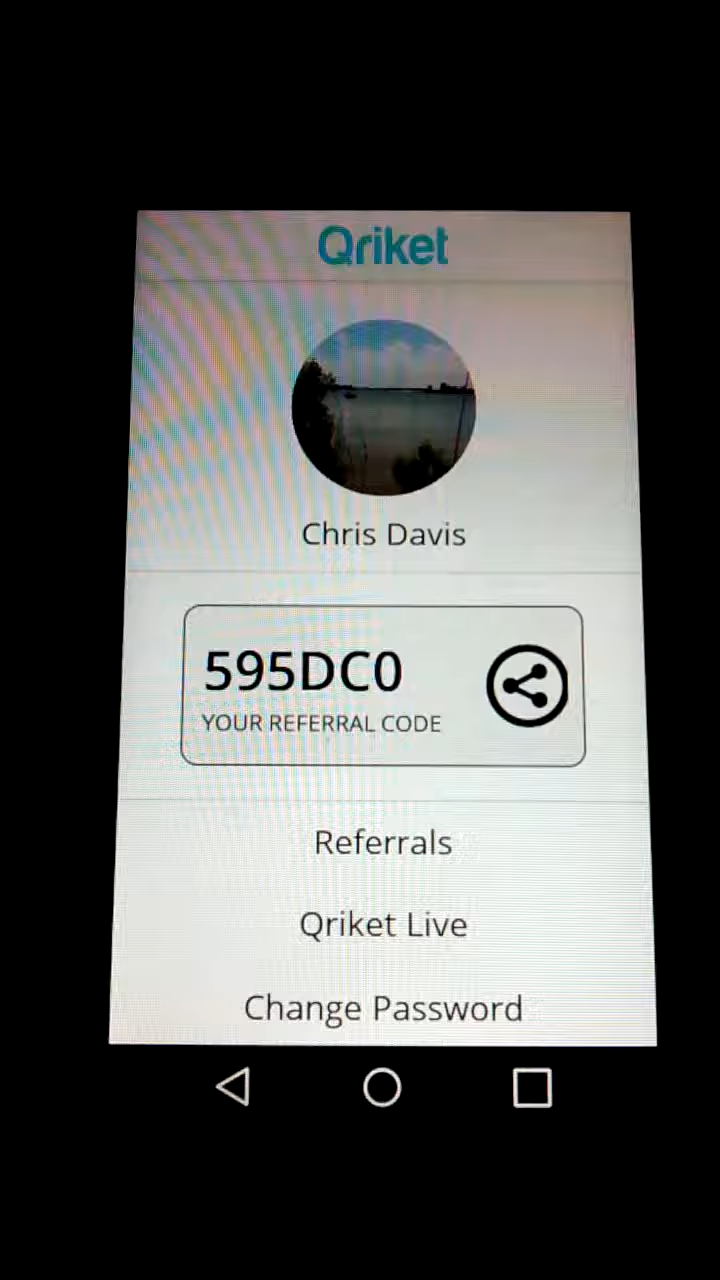 Qriket
Chris Davis
595DC0
YOUR REFERRAL CODE
Referrals
Qriket Live
Change Password